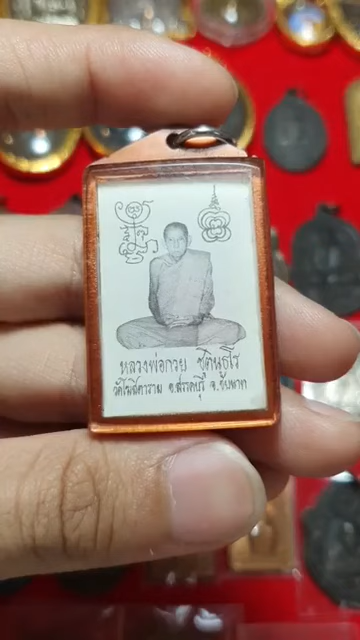 หลวงพ่อกวย ชุตินฺธโร
วัดโฆสิตาราม อ.สรรคบุรี จ.ชัยนาท